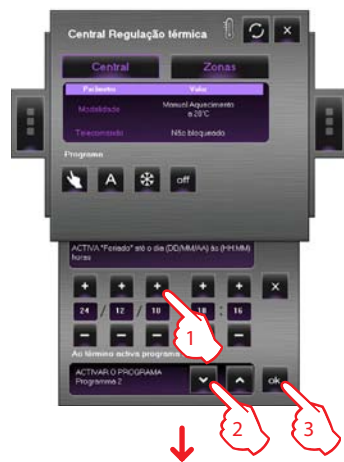 Central Regulação térmica
Central Zonas
Parâmetro Valor
Modalidade Manual Aquecimento a 20°C
Telecomando Não bloqueado
Programa
A off
ACTIVA "Feriado" até o dia (DD/MM/AA) às (HH:MM) horas
+ + + + + ×
24 / 12 / 10 18 : 16
− − − − −
Ao término activa programa
ACTIVAR O PROGRAMA
Programma 2
ok
1
2
3